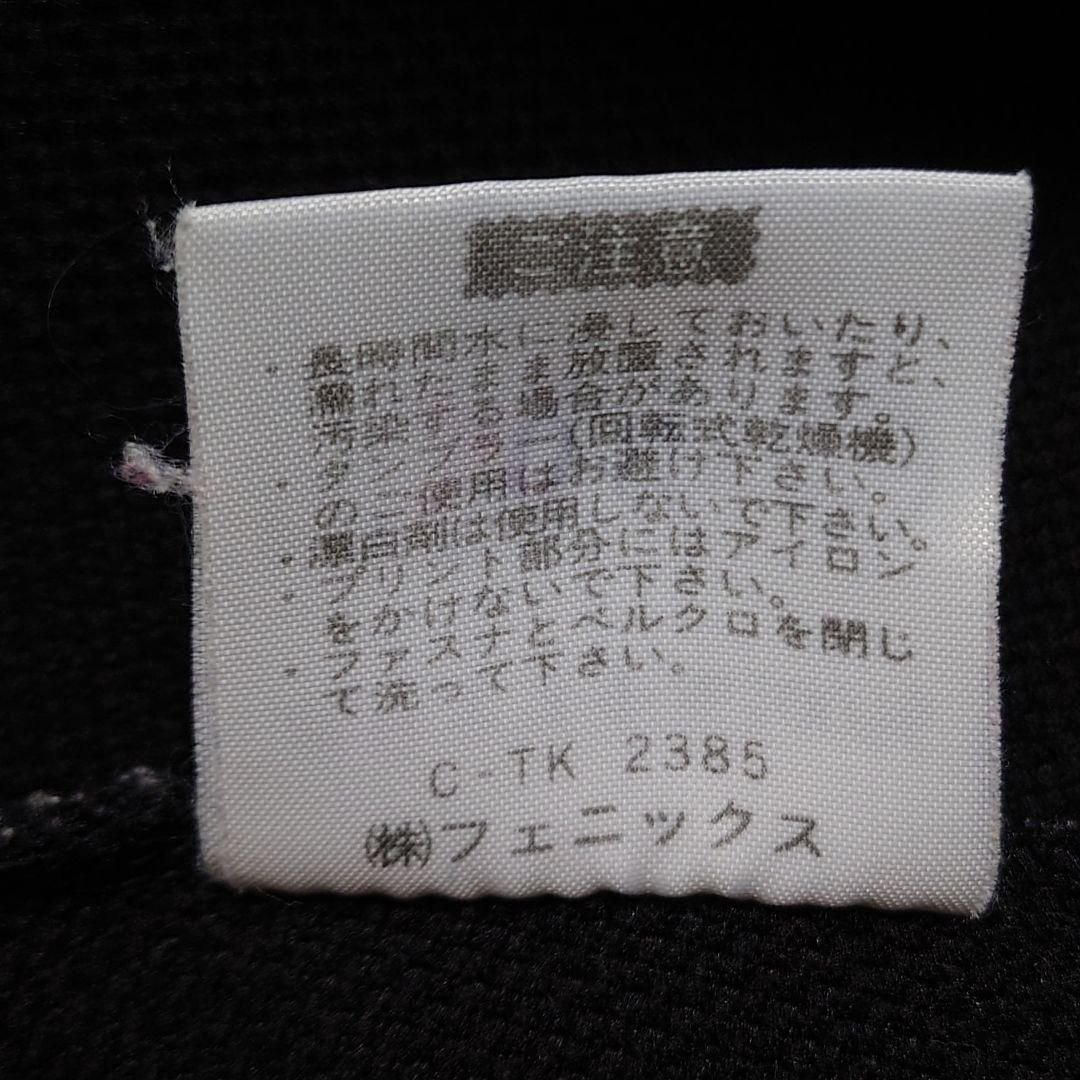 ご注意
・長時間水に浸しておいたり、
濡れたまま放置されますと、
汚染する場合があります。
・タンブラー(回転式乾燥機)
のご使用はお避け下さい。
・漂白剤は使用しないで下さい。
・プリント部分にはアイロン
をかけないで下さい。
・ファスナとベルクロを閉じ
て洗って下さい。
C-TK 2385
㈱フェニックス